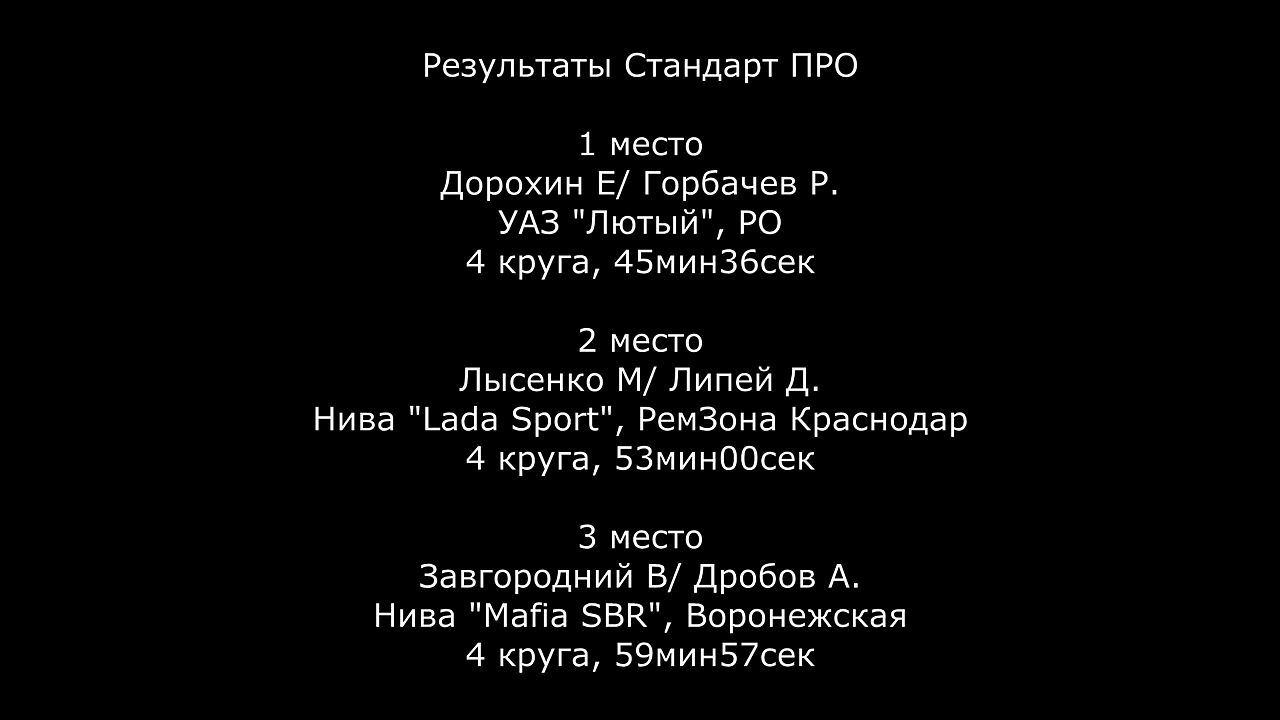 Результаты Стандарт ПРО
1 место
Дорохин Е/ Горбачев Р.
УАЗ "Лютый", РО
4 круга, 45мин36сек
2 место
Лысенко М/ Липей Д.
Нива "Lada Sport", РемЗона Краснодар
4 круга, 53мин00сек
3 место
Завгородний В/ Дробов А.
Нива "Mafia SBR", Воронежская
4 круга, 59мин57сек